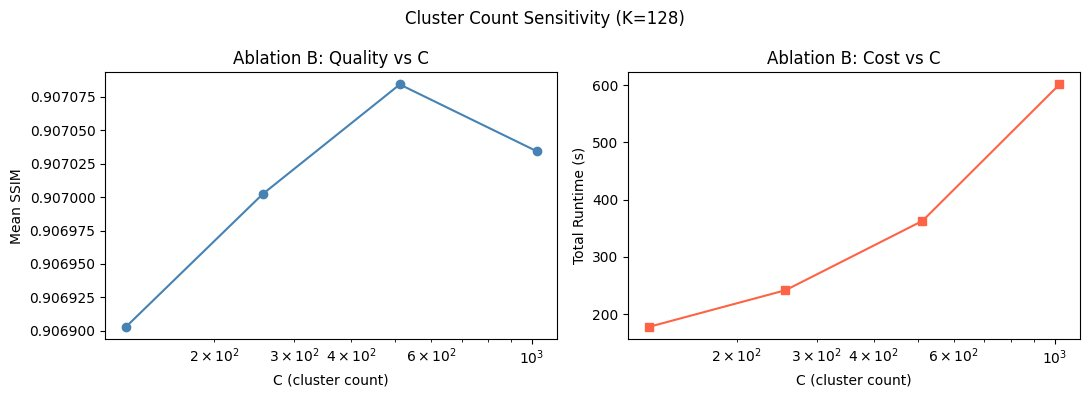 Cluster Count Sensitivity (K=128)
Ablation B: Quality vs C
0.907075
0.907050
0.907025
0.907000
0.906975
0.906950
0.906925
0.906900
Mean SSIM
2 × 10²
3 × 10²
4 × 10²
6 × 10²
10³
C (cluster count)
Ablation B: Cost vs C
600
500
400
300
200
Total Runtime (s)
2 × 10²
3 × 10²
4 × 10²
6 × 10²
10³
C (cluster count)